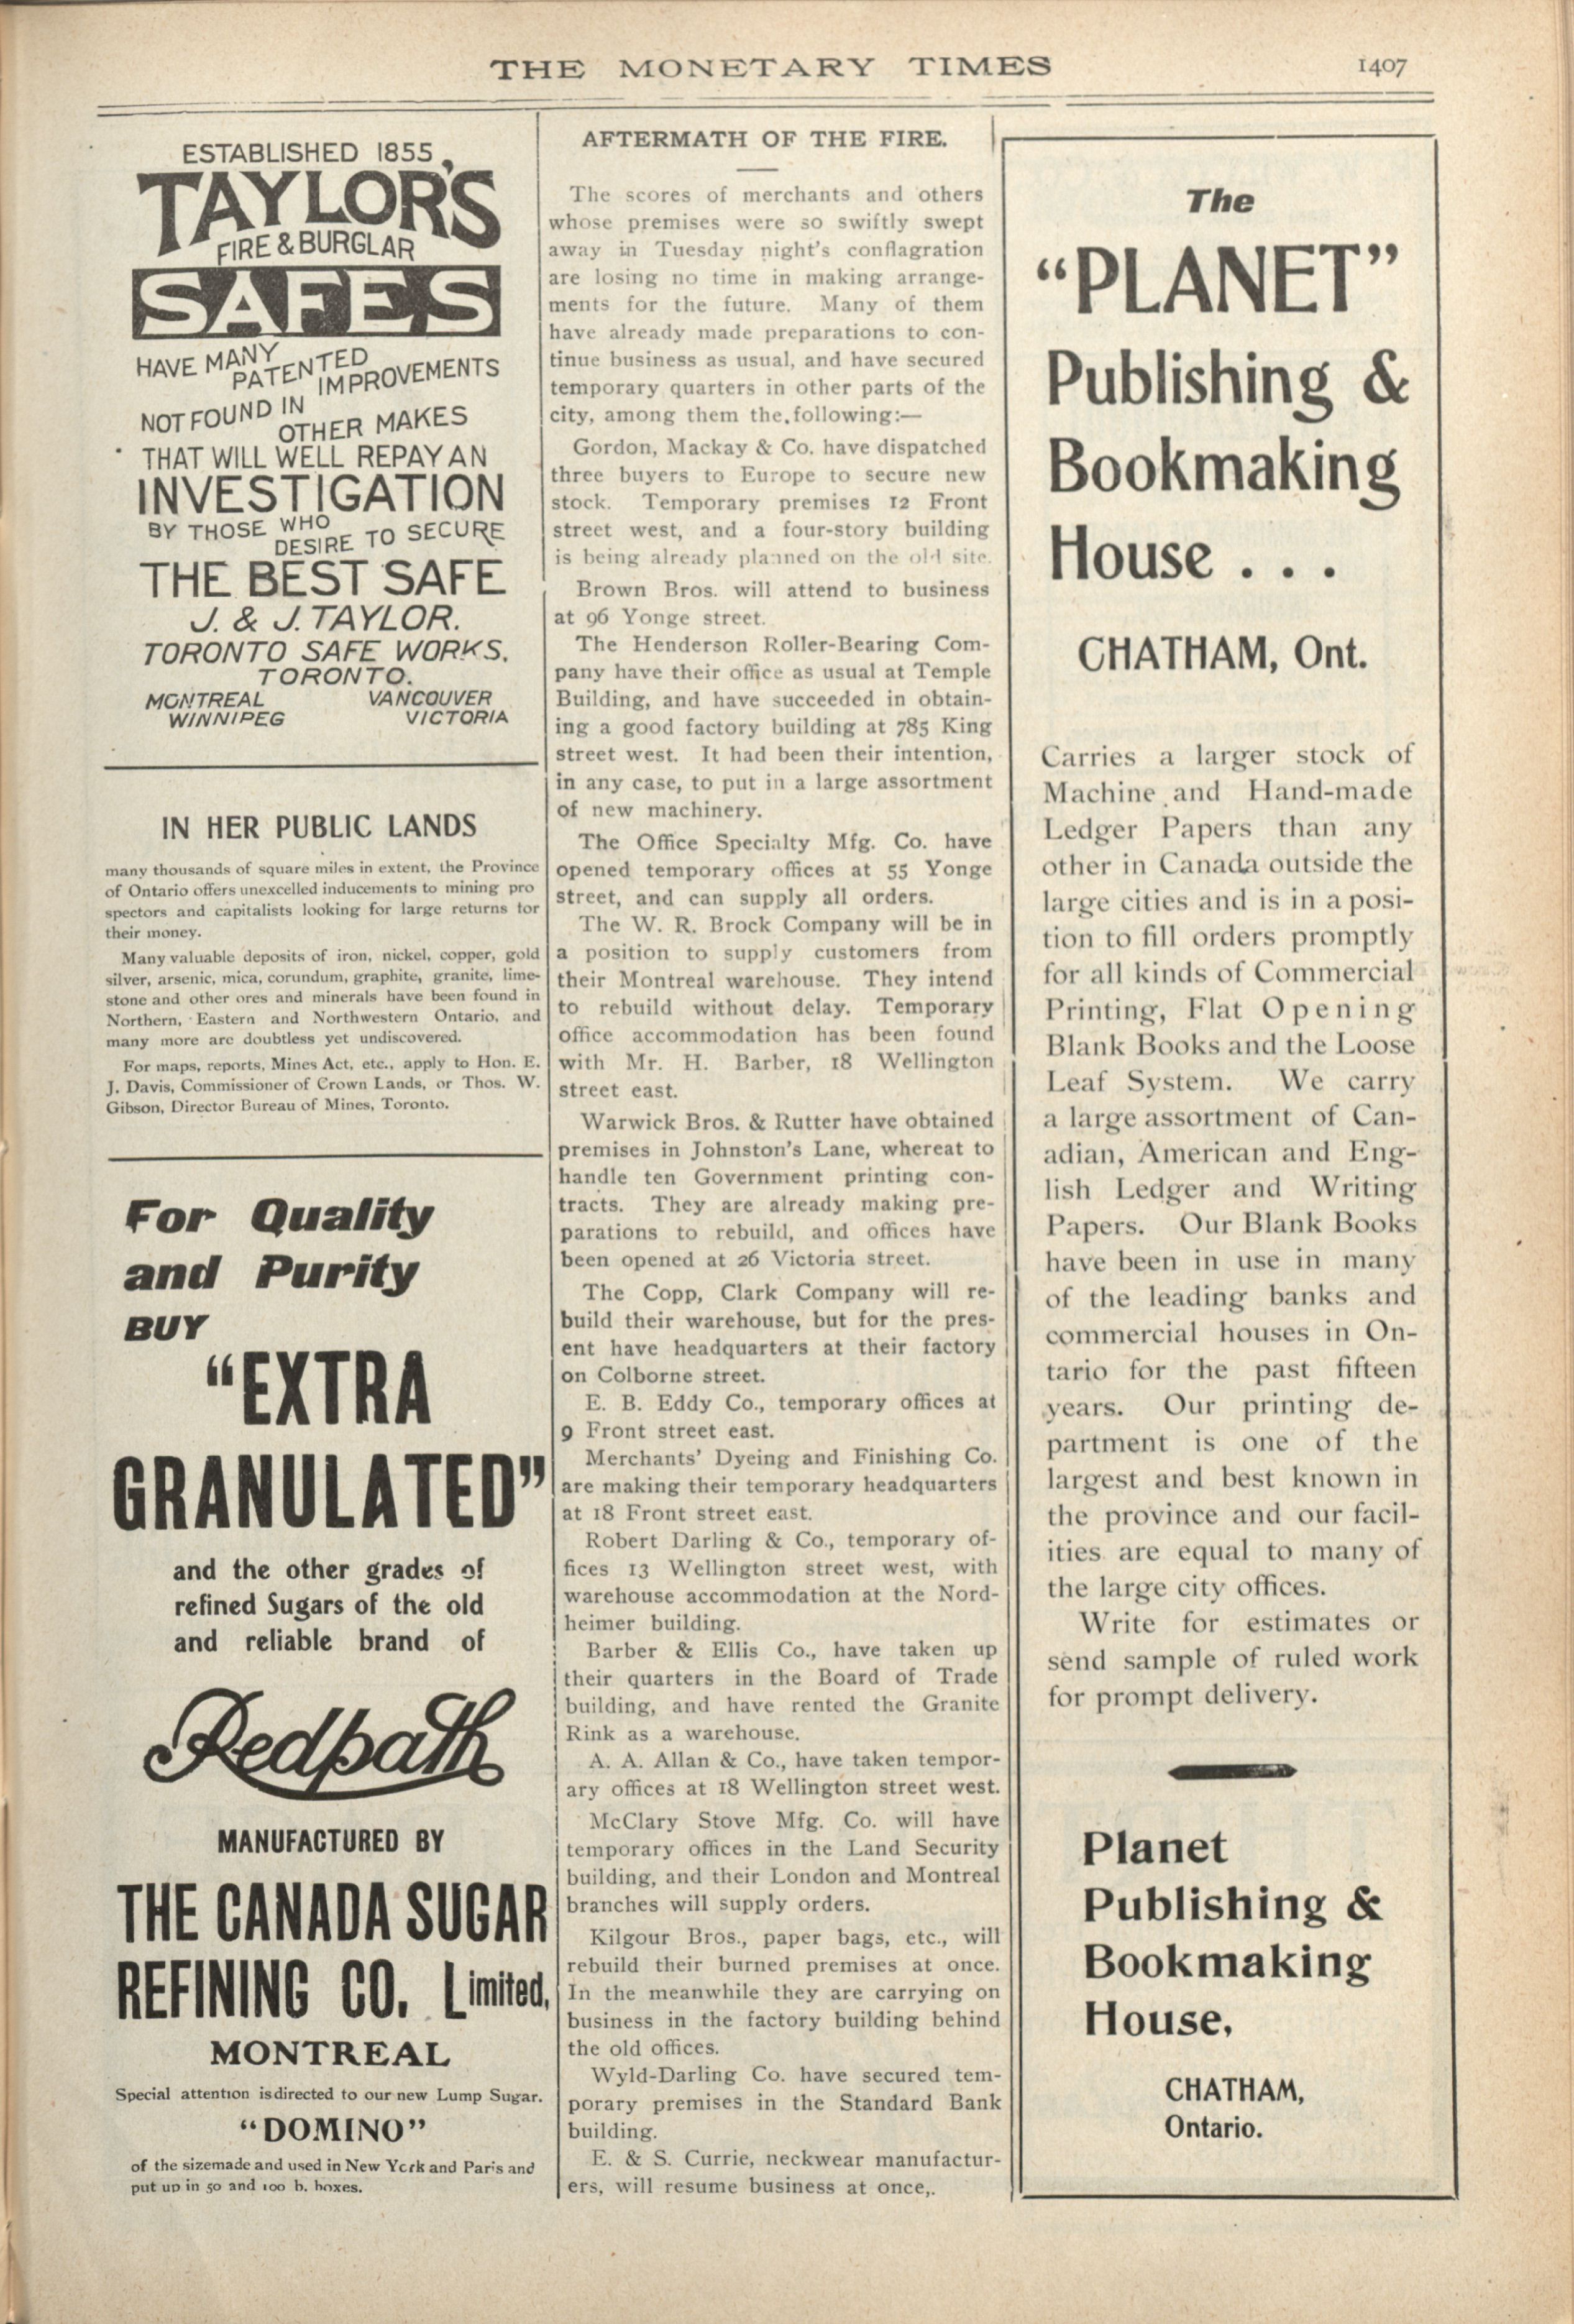 THE MONETARY TIMES
1407
ESTABLISHED 1855
TAYLOR'S
FIRE & BURGLAR
SAFES
HAVE MANY
PATENTED
IMPROVEMENTS
NOT FOUND IN
OTHER MAKES
THAT WILL WELL REPAY AN
INVESTIGATION
BY THOSE WHO
DESIRE TO SECURE
THE BEST SAFE
J. & J. TAYLOR.
TORONTO SAFE WORKS,
TORONTO.
MONTREAL VANCOUVER
WINNIPEG VICTORIA
IN HER PUBLIC LANDS
many thousands of square miles in extent, the Province
of Ontario offers unexcelled inducements to mining pro
spectors and capitalists looking for large returns for
their money.
Many valuable deposits of iron, nickel, copper, gold
silver, arsenic, mica, corundum, graphite, granite, lime-
stone and other ores and minerals have been found in
Northern, Eastern and Northwestern Ontario, and
many more are doubtless yet undiscovered.
For maps, reports, Mines Act, etc., apply to Hon. E.
J. Davis, Commissioner of Crown Lands, or Thos. W.
Gibson, Director Bureau of Mines, Toronto.
For Quality
and Purity
BUY
"EXTRA
GRANULATED"
and the other grades of
refined Sugars of the old
and reliable brand of
Redpath
MANUFACTURED BY
THE CANADA SUGAR
REFINING CO. Limited,
MONTREAL
Special attention is directed to our new Lump Sugar.
"DOMINO"
of the size made and used in New York and Paris and
put up in 50 and 100 b. boxes.
AFTERMATH OF THE FIRE.
The scores of merchants and others
whose premises were so swiftly swept
away in Tuesday night's conflagration
are losing no time in making arrange-
ments for the future. Many of them
have already made preparations to con-
tinue business as usual, and have secured
temporary quarters in other parts of the
city, among them the following:—
Gordon, Mackay & Co. have dispatched
three buyers to Europe to secure new
stock. Temporary premises 12 Front
street west, and a four-story building
is being already planned on the old site.
Brown Bros. will attend to business
at 96 Yonge street.
The Henderson Roller-Bearing Com-
pany have their office as usual at Temple
Building, and have succeeded in obtain-
ing a good factory building at 785 King
street west. It had been their intention,
in any case, to put in a large assortment
of new machinery.
The Office Specialty Mfg. Co. have
opened temporary offices at 55 Yonge
street, and can supply all orders.
The W. R. Brock Company will be in
a position to supply customers from
their Montreal warehouse. They intend
to rebuild without delay. Temporary
office accommodation has been found
with Mr. H. Barber, 18 Wellington
street east.
Warwick Bros. & Rutter have obtained
premises in Johnston's Lane, whereat to
handle ten Government printing con-
tracts. They are already making pre-
parations to rebuild, and offices have
been opened at 26 Victoria street.
The Copp, Clark Company will re-
build their warehouse, but for the pres-
ent have headquarters at their factory
on Colborne street.
E. B. Eddy Co., temporary offices at
9 Front street east.
Merchants' Dyeing and Finishing Co.
are making their temporary headquarters
at 18 Front street east.
Robert Darling & Co., temporary of-
fices 13 Wellington street west, with
warehouse accommodation at the Nord-
heimer building.
Barber & Ellis Co., have taken up
their quarters in the Board of Trade
building, and have rented the Granite
Rink as a warehouse.
A. A. Allan & Co., have taken tempor-
ary offices at 18 Wellington street west.
McClary Stove Mfg. Co. will have
temporary offices in the Land Security
building, and their London and Montreal
branches will supply orders.
Kilgour Bros., paper bags, etc., will
rebuild their burned premises at once.
In the meanwhile they are carrying on
business in the factory building behind
the old offices.
Wyld-Darling Co. have secured tem-
porary premises in the Standard Bank
building.
E. & S. Currie, neckwear manufactur-
ers, will resume business at once,.
The
"PLANET"
Publishing &
Bookmaking
House . . .
CHATHAM, Ont.
Carries a larger stock of
Machine and Hand-made
Ledger Papers than any
other in Canada outside the
large cities and is in a posi-
tion to fill orders promptly
for all kinds of Commercial
Printing, Flat Opening
Blank Books and the Loose
Leaf System. We carry
a large assortment of Can-
adian, American and Eng-
lish Ledger and Writing
Papers. Our Blank Books
have been in use in many
of the leading banks and
commercial houses in On-
tario for the past fifteen
years. Our printing de-
partment is one of the
largest and best known in
the province and our facil-
ities are equal to many of
the large city offices.
Write for estimates or
send sample of ruled work
for prompt delivery.
Planet
Publishing &
Bookmaking
House,
CHATHAM,
Ontario.